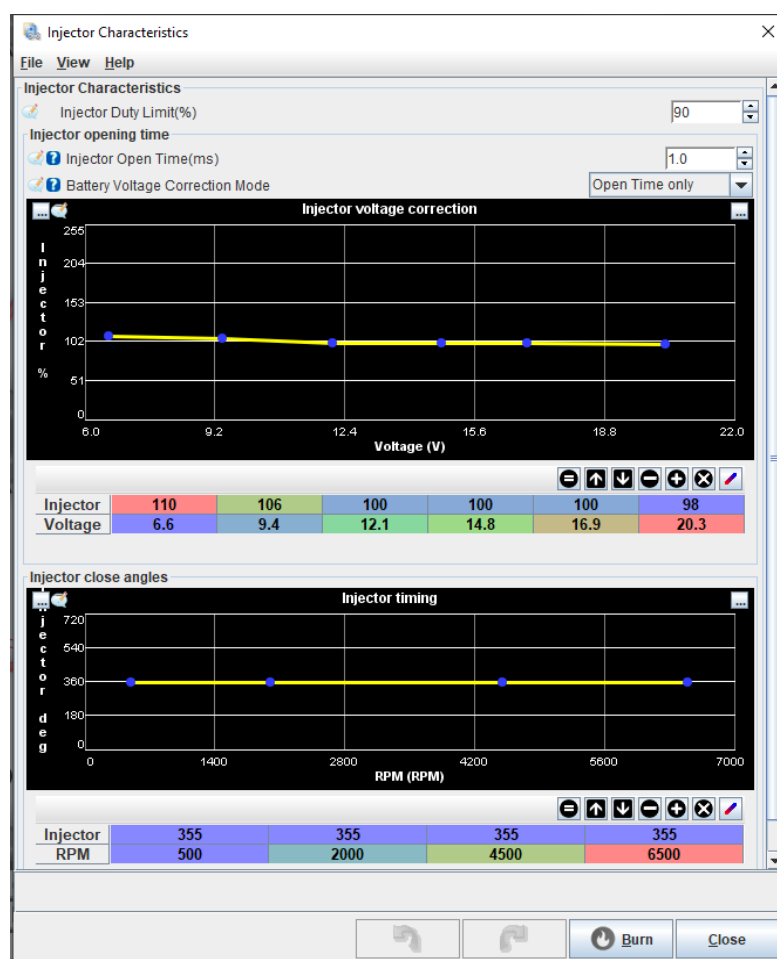 Injector Characteristics
File View Help
Injector Characteristics
Injector Duty Limit(%) 90
Injector opening time
Injector Open Time(ms) 1.0
Battery Voltage Correction Mode Open Time only
... Injector voltage correction ...
Injector %
255
204
153
102
51
0
6.0 9.2 12.4 15.6 18.8 22.0
Voltage (V)
Injector 110 106 100 100 100 98
Voltage 6.6 9.4 12.1 14.8 16.9 20.3
Injector close angles
... Injector timing ...
jector deg
720
540
360
180
0
0 1400 2800 4200 5600 7000
RPM (RPM)
Injector 355 355 355 355
RPM 500 2000 4500 6500
Burn Close